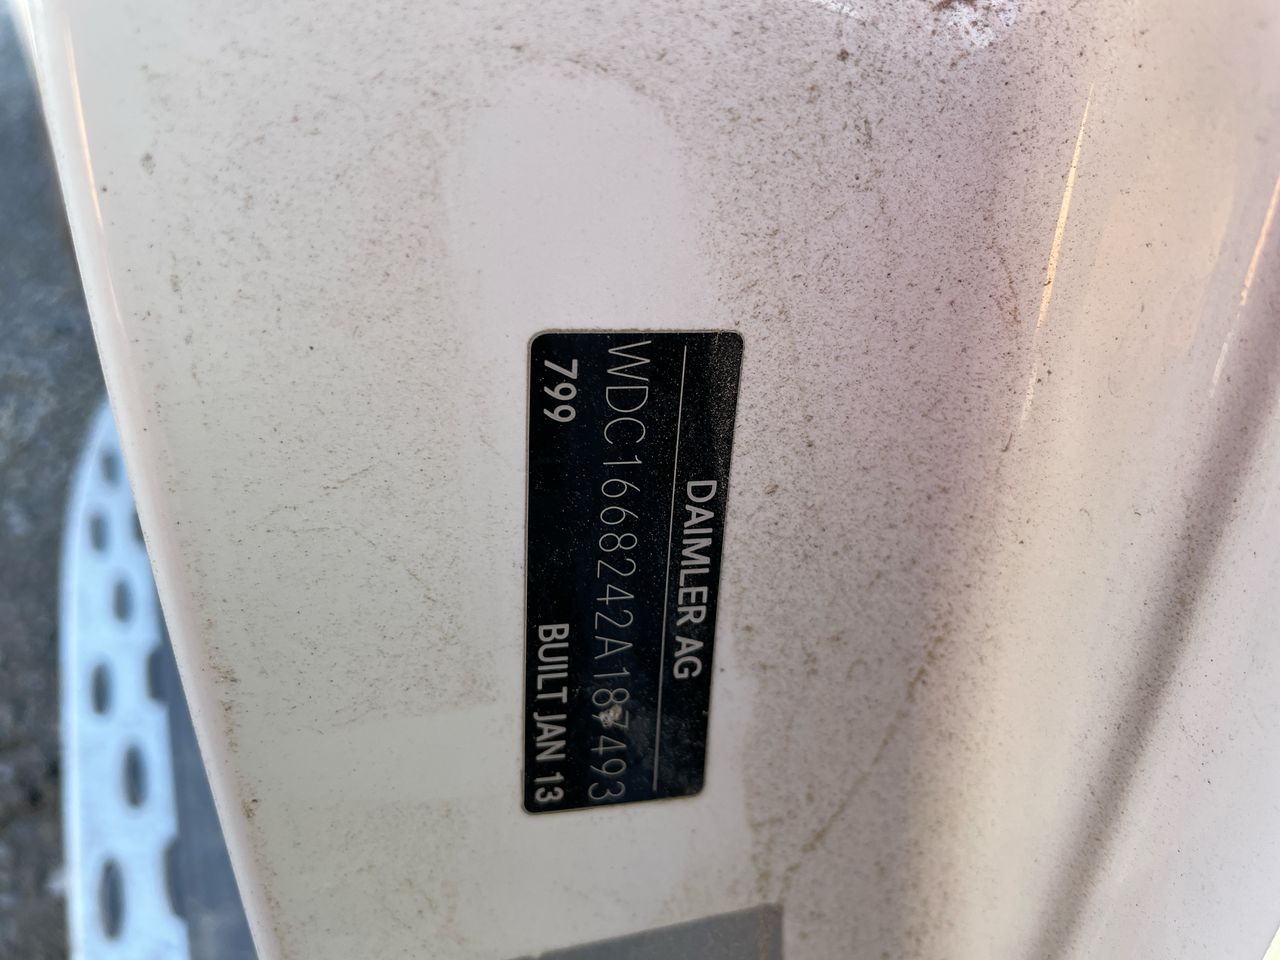 DAIMLER AG
WDC1668242A187493
799 BUILT JAN 13